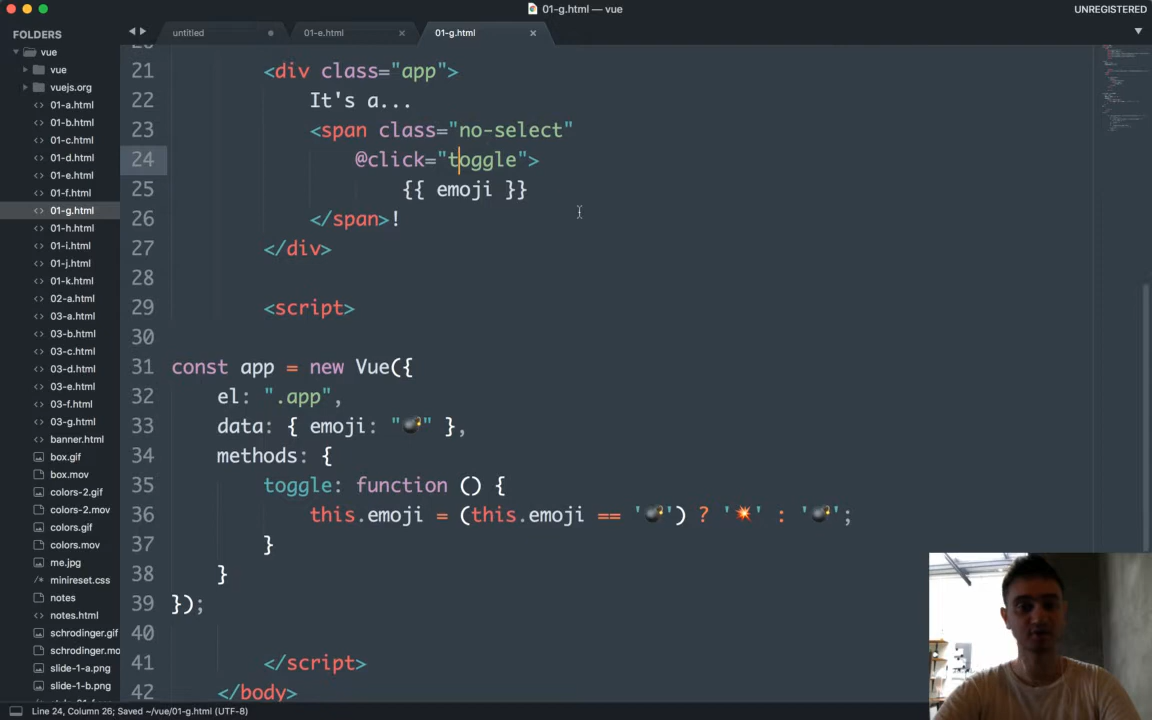 01-g.html — vue
UNREGISTERED
FOLDERS
untitled
01-e.html
01-g.html
vue
vue
vuejs.org
01-a.html
01-b.html
01-c.html
01-d.html
01-e.html
01-f.html
01-g.html
01-h.html
01-i.html
01-j.html
01-k.html
02-a.html
03-a.html
03-b.html
03-c.html
03-d.html
03-e.html
03-f.html
03-g.html
banner.html
box.gif
box.mov
colors-2.gif
colors-2.mov
colors.gif
colors.mov
me.jpg
minireset.css
notes
notes.html
schrodinger.gif
schrodinger.mo
slide-1-a.png
slide-1-b.png
21 <div class="app">
22 It's a...
23 <span class="no-select"
24 @click="toggle">
25 {{ emoji }}
26 </span>!
27 </div>
28
29 <script>
30
31 const app = new Vue({
32 el: ".app",
33 data: { emoji: "💣" },
34 methods: {
35 toggle: function () {
36 this.emoji = (this.emoji == '💣') ? '💥' : '💣';
37 }
38 }
39 });
40
41 </script>
42 </body>
Line 24, Column 26; Saved ~/vue/01-g.html (UTF-8)